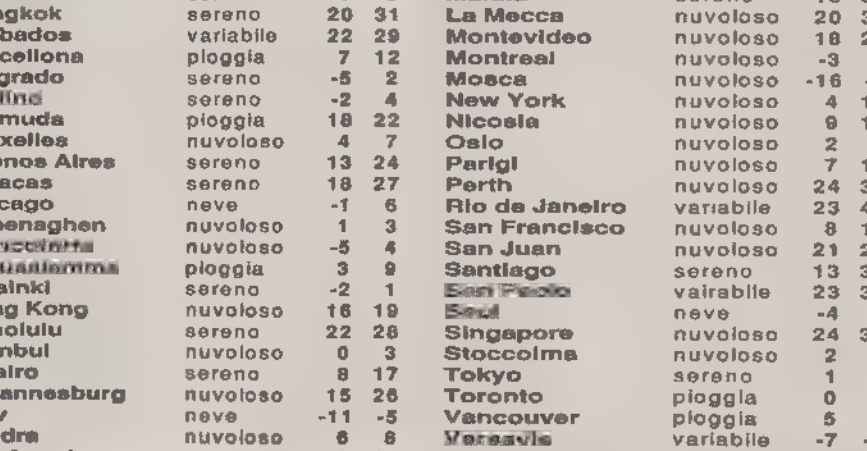 ngkok sereno 20 31
bados variabile 22 29
cellona pioggia 7 12
grado sereno -5 2
sereno -2 4
muda pioggia 18 22
xelles nuvoloso 4 7
nos Aires sereno 13 24
acas sereno 18 27
cago neve -1 6
penaghen nuvoloso 1 3
nuvoloso -5 4
pioggia 3 9
sinki sereno -2 1
ng Kong nuvoloso 16 19
nolulu sereno 22 28
nbul nuvoloso 0 3
airo sereno 8 17
annesburg nuvoloso 15 26
neve -11 -5
dra nuvoloso 6 8
La Mecca nuvoloso 20
Montevideo nuvoloso 18
Montreal nuvoloso -3
Mosca nuvoloso -16
New York nuvoloso 4
Nicosia nuvoloso 9
Oslo nuvoloso 2
Parigi nuvoloso 7
Perth nuvoloso 24
Rio de Janeiro variabile 23
San Francisco nuvoloso 8
San Juan nuvoloso 21
Santiago sereno 13
vairabile 23
neve -4
Singapore nuvoloso 24
Stoccolma nuvoloso 2
Tokyo sereno 1
Toronto pioggia 0
Vancouver pioggia 5
variabile -7